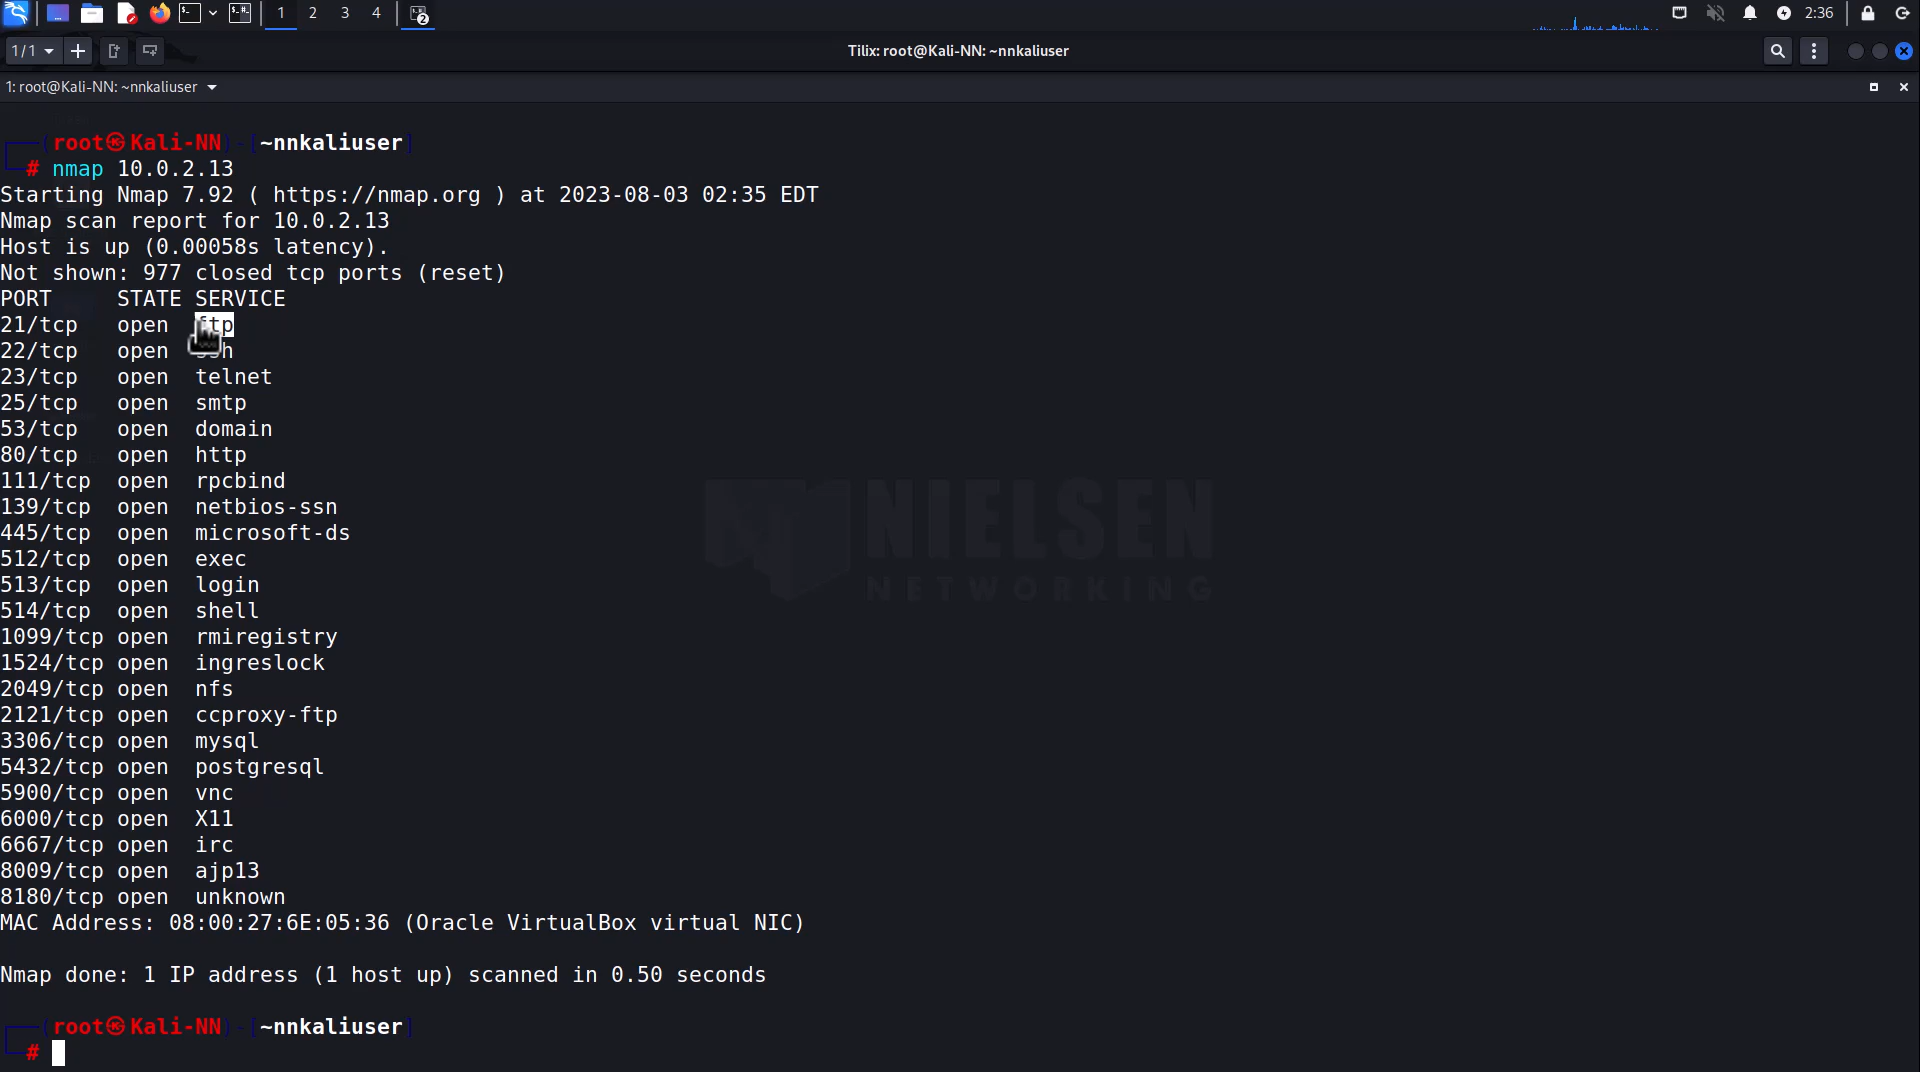 1 2 3 4 2 2:36
1/1 Tilix: root@Kali-NN: ~nnkaliuser
1: root@Kali-NN: ~nnkaliuser
(root㉿Kali-NN)-[~nnkaliuser]
# nmap 10.0.2.13
Starting Nmap 7.92 ( https://nmap.org ) at 2023-08-03 02:35 EDT
Nmap scan report for 10.0.2.13
Host is up (0.00058s latency).
Not shown: 977 closed tcp ports (reset)
PORT     STATE SERVICE
21/tcp   open  ftp
22/tcp   open  ssh
23/tcp   open  telnet
25/tcp   open  smtp
53/tcp   open  domain
80/tcp   open  http
111/tcp  open  rpcbind
139/tcp  open  netbios-ssn
445/tcp  open  microsoft-ds
512/tcp  open  exec
513/tcp  open  login
514/tcp  open  shell
1099/tcp open  rmiregistry
1524/tcp open  ingreslock
2049/tcp open  nfs
2121/tcp open  ccproxy-ftp
3306/tcp open  mysql
5432/tcp open  postgresql
5900/tcp open  vnc
6000/tcp open  X11
6667/tcp open  irc
8009/tcp open  ajp13
8180/tcp open  unknown
MAC Address: 08:00:27:6E:05:36 (Oracle VirtualBox virtual NIC)
Nmap done: 1 IP address (1 host up) scanned in 0.50 seconds
(root㉿Kali-NN)-[~nnkaliuser]
#
NIELSEN
NETWORKING